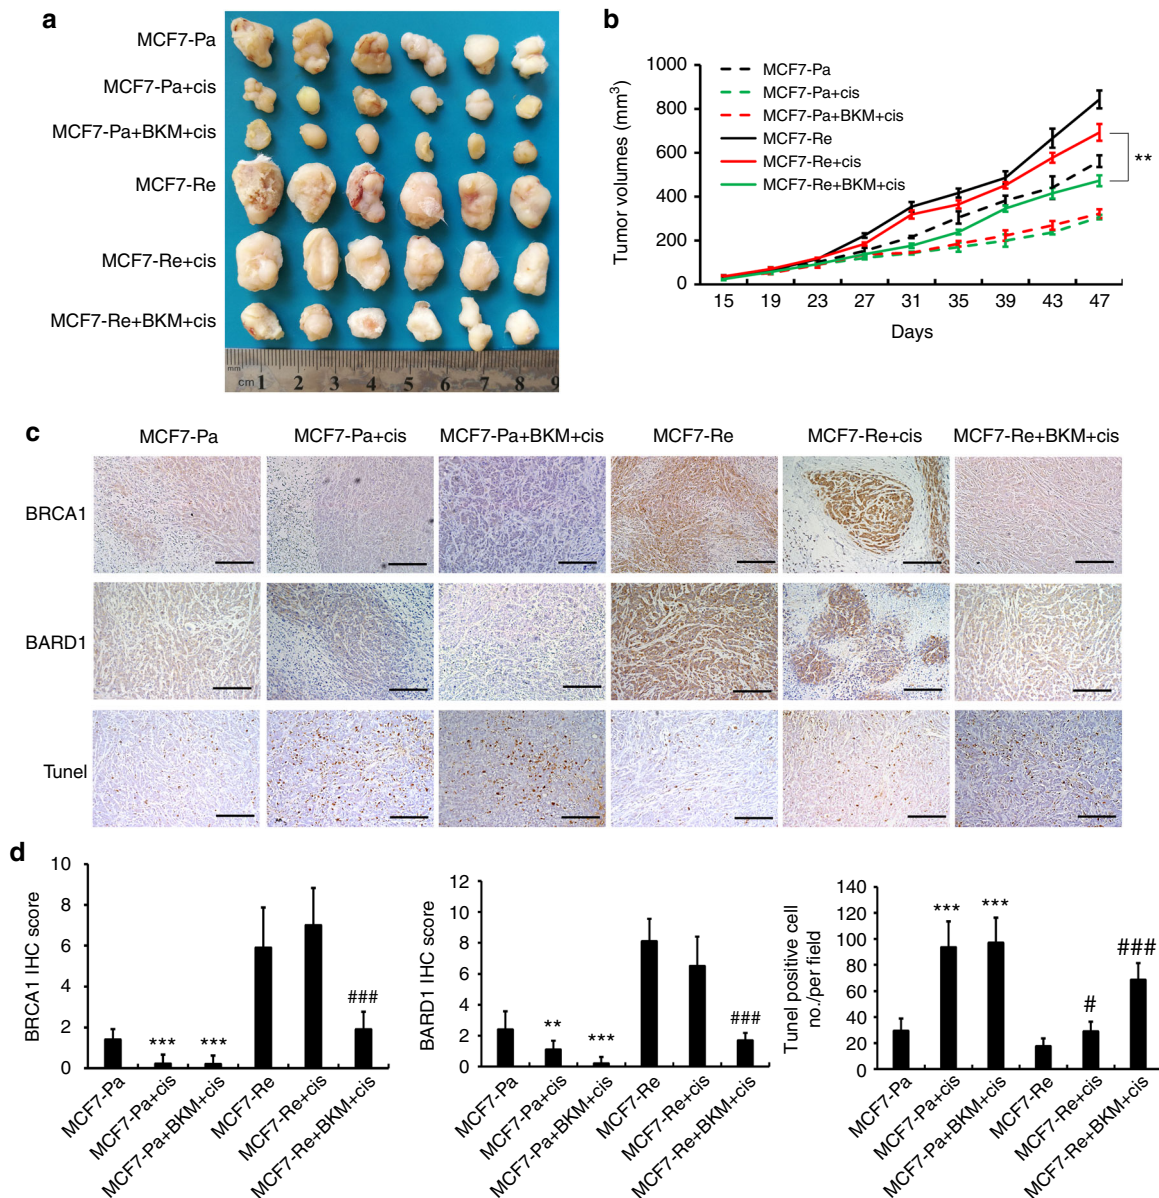 a
MCF7-Pa
MCF7-Pa+cis
MCF7-Pa+BKM+cis
MCF7-Re
MCF7-Re+cis
MCF7-Re+BKM+cis
mm
cm 1 2 3 4 5 6 7 8 9
b
Tumor volumes (mm³)
1000
800
600
400
200
0
MCF7-Pa
MCF7-Pa+cis
MCF7-Pa+BKM+cis
MCF7-Re
MCF7-Re+cis
MCF7-Re+BKM+cis
**
15 19 23 27 31 35 39 43 47
Days
c
MCF7-Pa MCF7-Pa+cis MCF7-Pa+BKM+cis MCF7-Re MCF7-Re+cis MCF7-Re+BKM+cis
BRCA1
BARD1
Tunel
d
BRCA1 IHC score
10
8
6
4
2
0
*** *** ###
MCF7-Pa
MCF7-Pa+cis
MCF7-Pa+BKM+cis
MCF7-Re
MCF7-Re+cis
MCF7-Re+BKM+cis
BARD1 IHC score
12
10
8
6
4
2
0
** *** ###
MCF7-Pa
MCF7-Pa+cis
MCF7-Pa+BKM+cis
MCF7-Re
MCF7-Re+cis
MCF7-Re+BKM+cis
Tunel positive cell
no./per field
140
120
100
80
60
40
20
0
*** *** # ###
MCF7-Pa
MCF7-Pa+cis
MCF7-Pa+BKM+cis
MCF7-Re
MCF7-Re+cis
MCF7-Re+BKM+cis